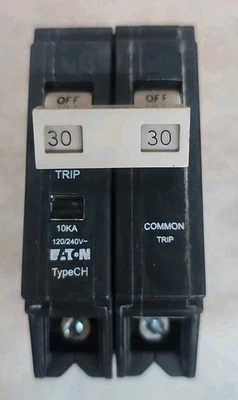 OFF OFF
30 30
TRIP
10KA
120/240V~
EATON
TypeCH
COMMON
TRIP